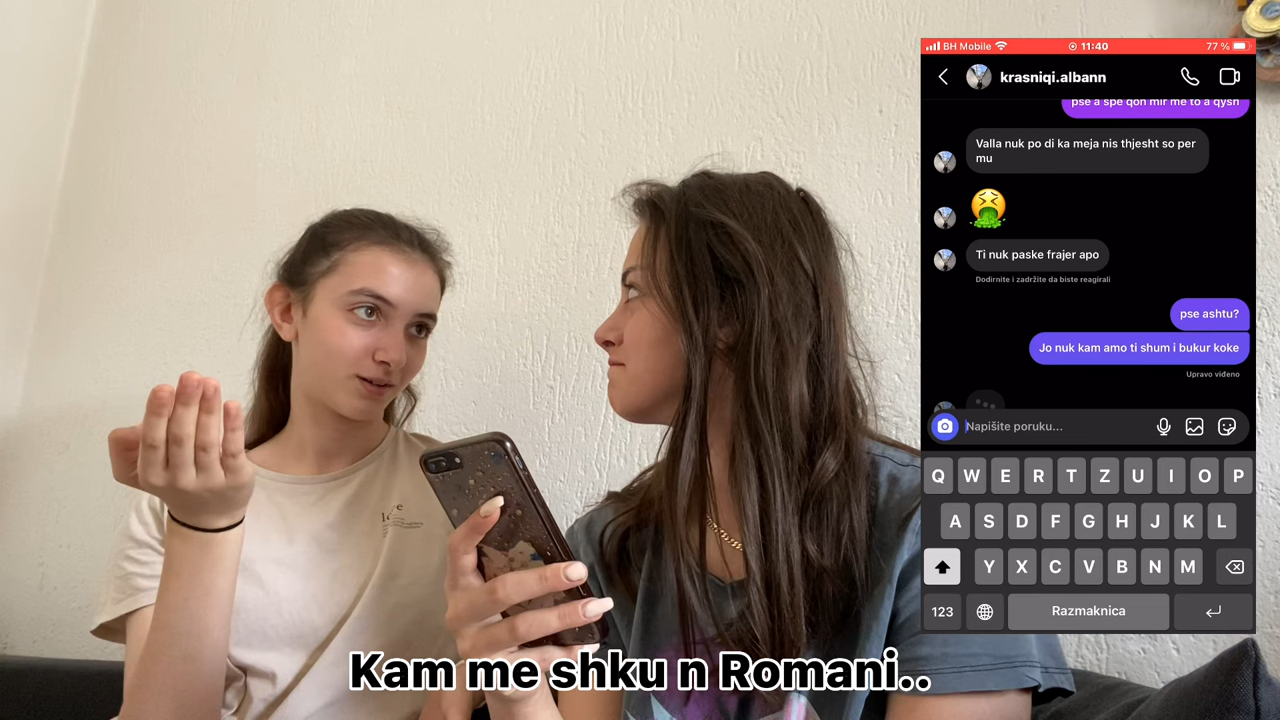 BH Mobile
11:40
77 %
krasniqi.albann
pse a spe qon mir me to a qysh
Valla nuk po di ka meja nis thjesht so per
mu
Ti nuk paske frajer apo
Dodirnite i zadržite da biste reagirali
pse ashtu?
Jo nuk kam amo ti shum i bukur koke
Upravo viđeno
Napišite poruku...
Q W E R T Z U I O P
A S D F G H J K L
Y X C V B N M
123
Razmaknica
love
Kam me shku n Romani..